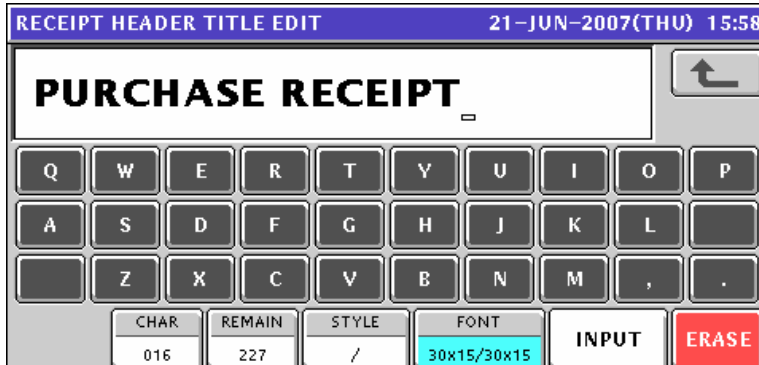 RECEIPT HEADER TITLE EDIT 21-JUN-2007(THU) 15:58
PURCHASE RECEIPT
Q W E R T Y U I O P
A S D F G H J K L
Z X C V B N M , .
CHAR REMAIN STYLE FONT
016 227 / 30x15/30x15 INPUT ERASE